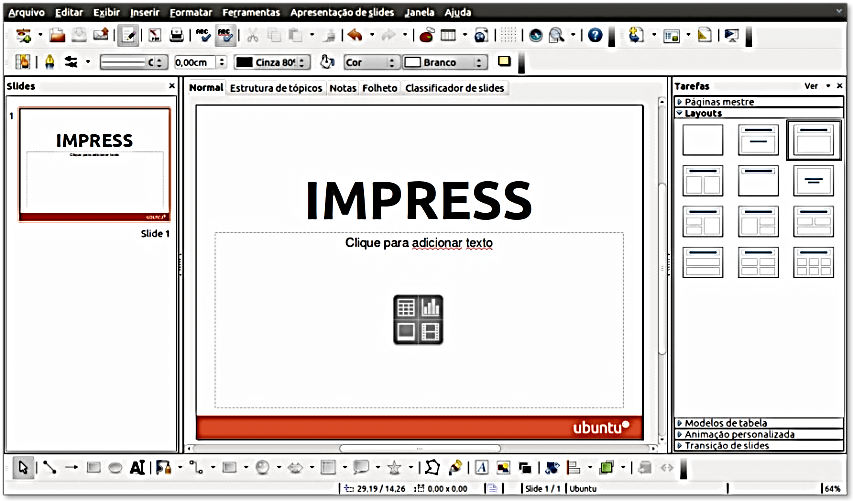 Arquivo Editar Exibir Inserir Formatar Ferramentas Apresentação de slides Janela Ajuda
0,00cm Cinza 80% Cor Branco
Slides
Normal Estrutura de tópicos Notas Folheto Classificador de slides
Tarefas Ver
Páginas mestre
Layouts
1
IMPRESS
Clique para adicionar texto
ubuntu
Slide 1
IMPRESS
Clique para adicionar texto
ubuntu
Modelos de tabela
Animação personalizada
Transição de slides
29,19 / 14,26 0,00 x 0,00 Slide 1 / 1 Ubuntu 64%